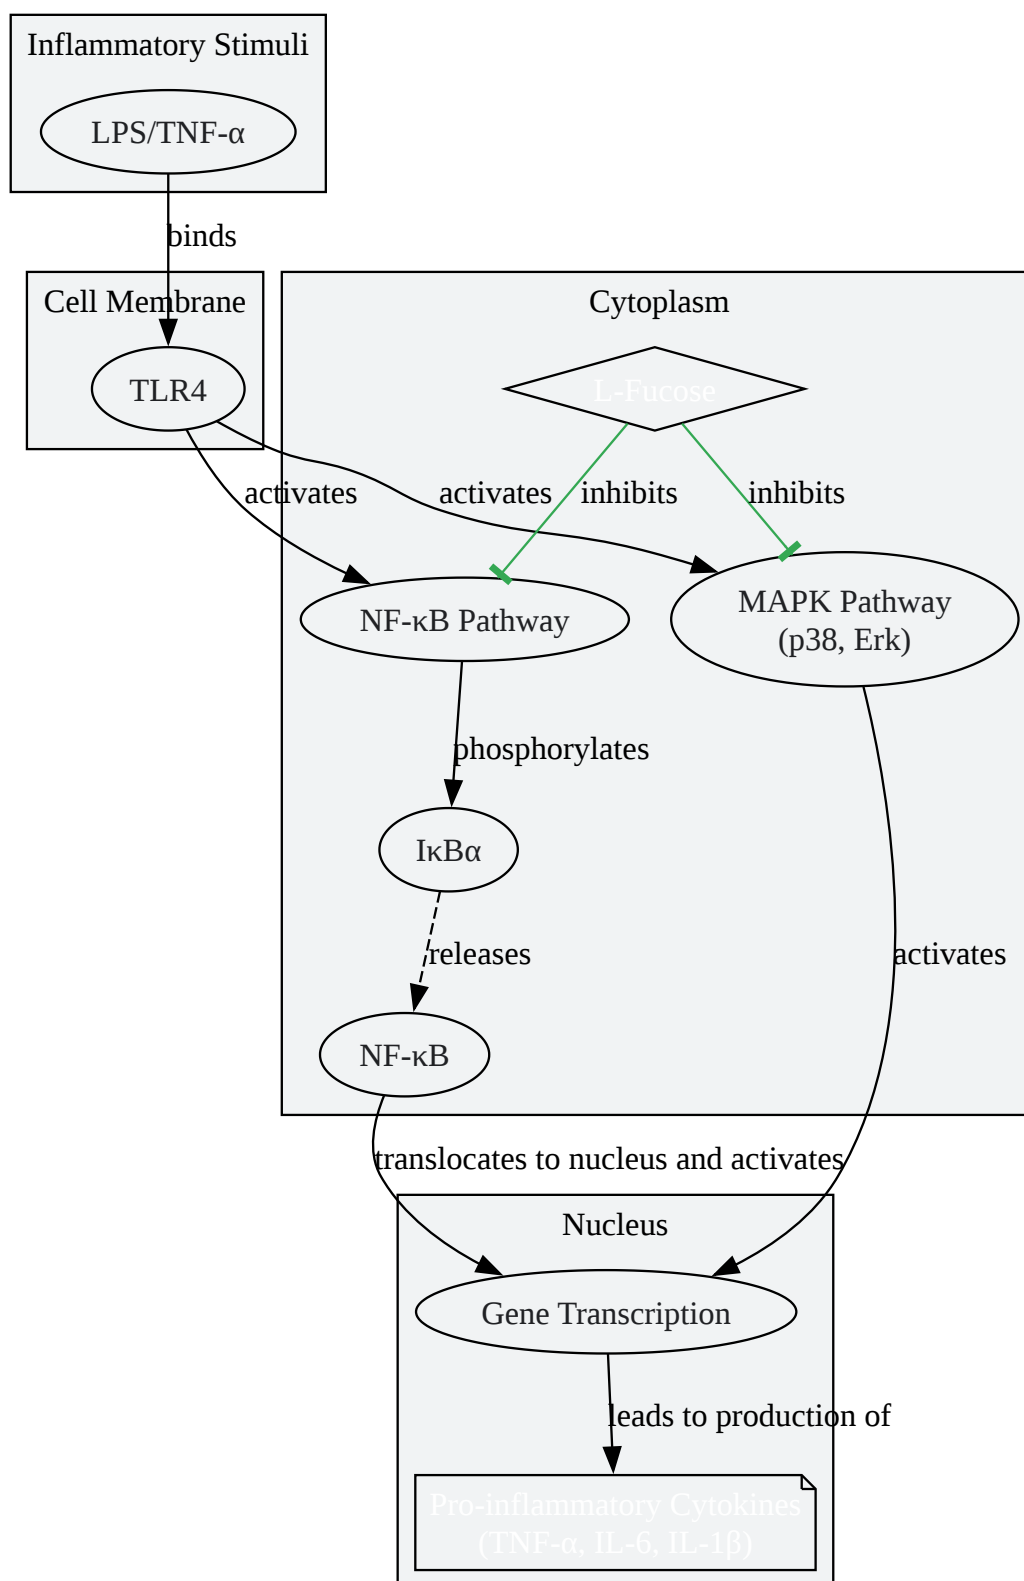 Inflammatory Stimuli
LPS/TNF-α
binds
Cell Membrane
TLR4
Cytoplasm
L-Fucose
activates
activates
inhibits
inhibits
NF-κB Pathway
MAPK Pathway
(p38, Erk)
phosphorylates
IκBα
releases
activates
NF-κB
translocates to nucleus and activates
Nucleus
Gene Transcription
leads to production of
Pro-inflammatory Cytokines
(TNF-α, IL-6, IL-1β)